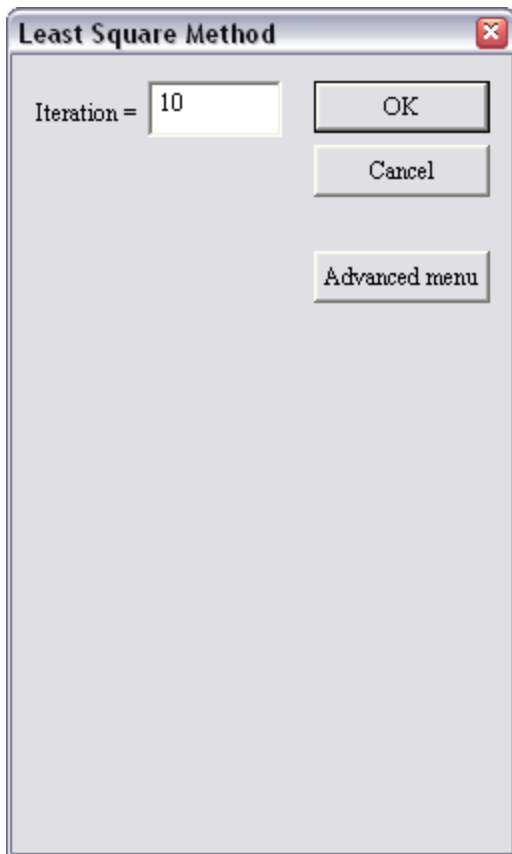 Least Square Method
Iteration = 10
OK
Cancel
Advanced menu